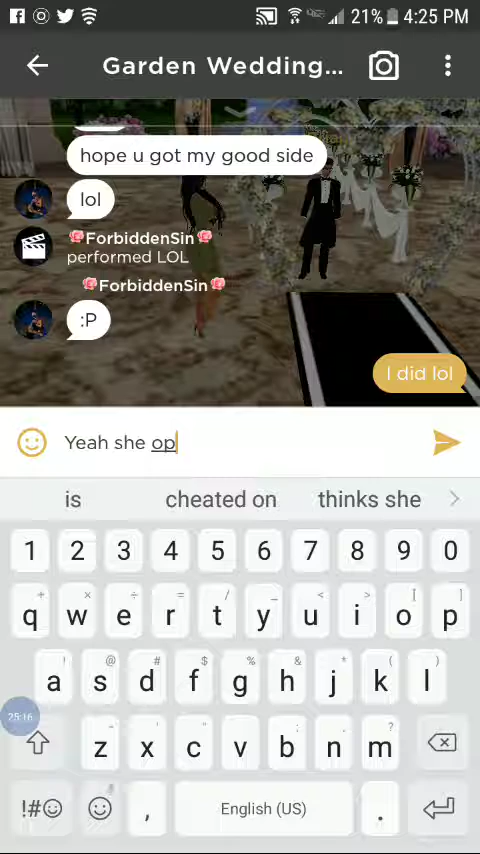 21% 4:25 PM
Garden Wedding...
hope u got my good side
lol
🌹ForbiddenSin🌹
performed LOL
🌹ForbiddenSin🌹
:P
I did lol
Yeah she op
is cheated on thinks she
1 2 3 4 5 6 7 8 9 0
+ × ÷ = / _ < > [ ]
q w e r t y u i o p
! @ # $ % ^ & * ( )
a s d f g h j k l
25:16
- ' " : ; , ?
z x c v b n m
!#☺ , English (US) .